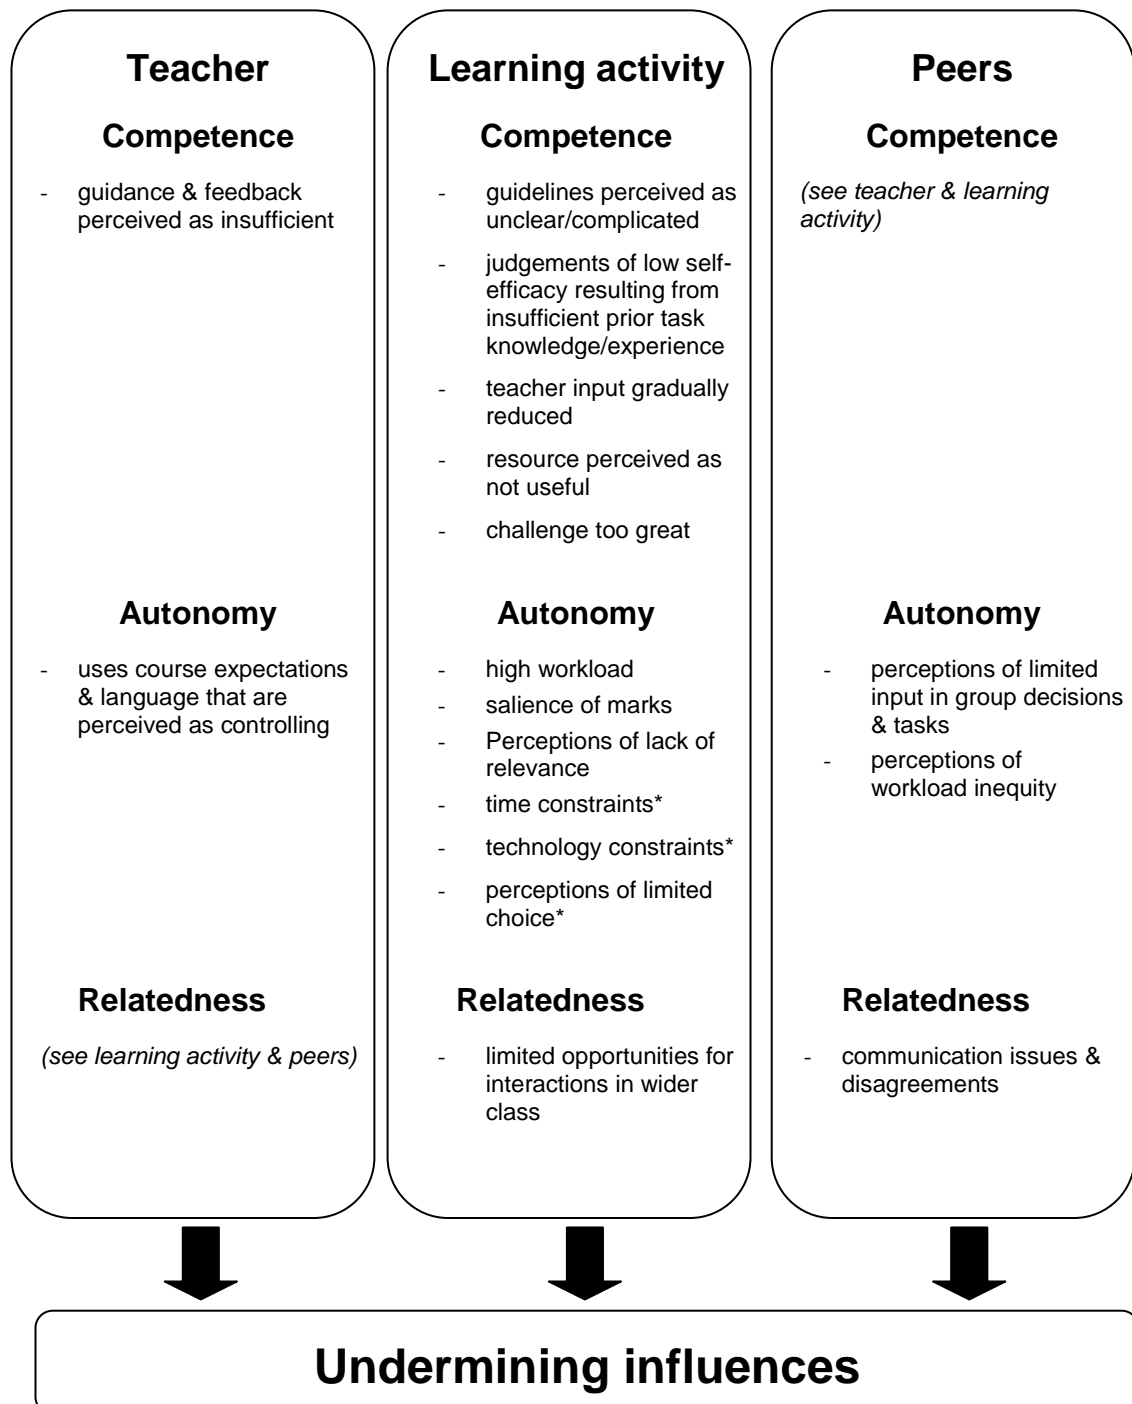 Teacher
Competence
- guidance & feedback
perceived as insufficient
Autonomy
- uses course expectations
& language that are
perceived as controlling
Relatedness
(see learning activity & peers)
Learning activity
Competence
- guidelines perceived as
unclear/complicated
- judgements of low self-
efficacy resulting from
insufficient prior task
knowledge/experience
- teacher input gradually
reduced
- resource perceived as
not useful
- challenge too great
Autonomy
- high workload
- salience of marks
- Perceptions of lack of
relevance
- time constraints*
- technology constraints*
- perceptions of limited
choice*
Relatedness
- limited opportunities for
interactions in wider
class
Peers
Competence
(see teacher & learning
activity)
Autonomy
- perceptions of limited
input in group decisions
& tasks
- perceptions of
workload inequity
Relatedness
- communication issues &
disagreements
Undermining influences